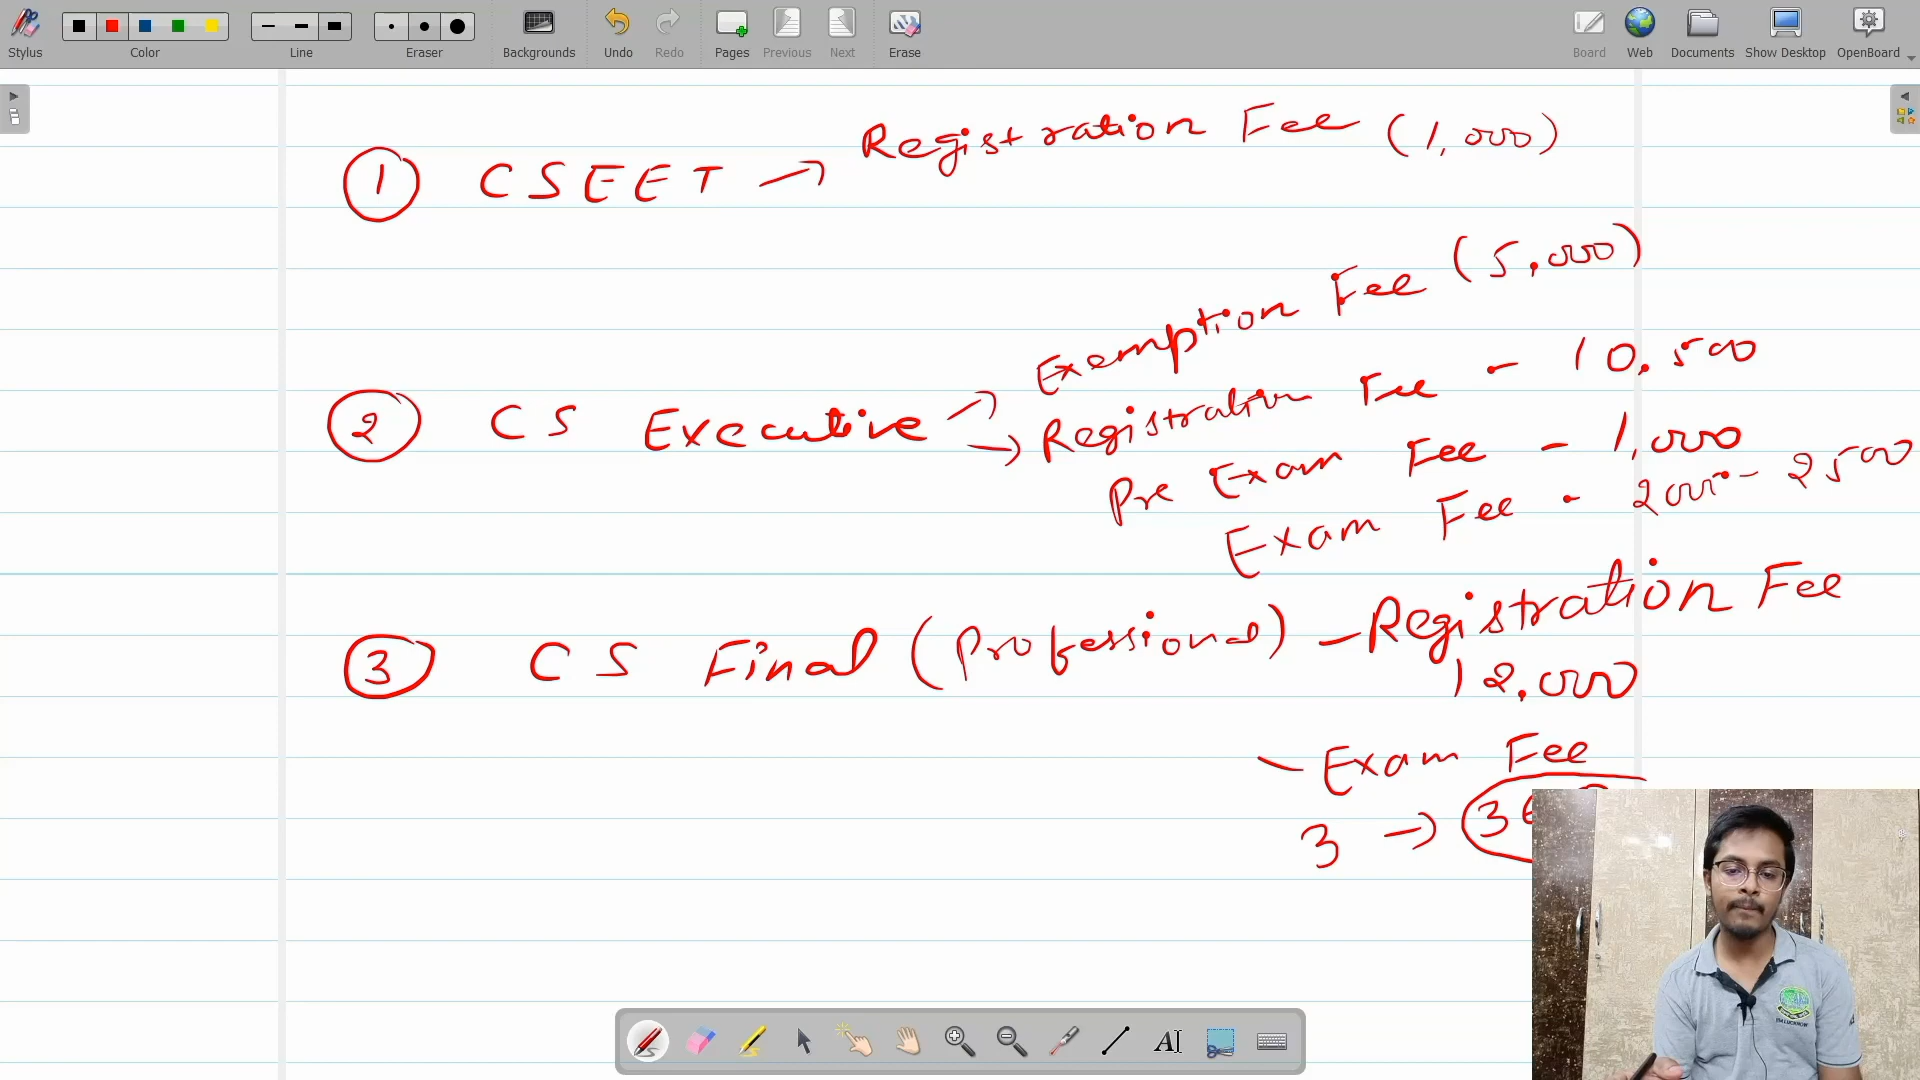 Stylus Color Line Eraser Backgrounds Undo Redo Pages Previous Next Erase Board Web Documents Show Desktop OpenBoard
1 CSEET → Registration Fee (1,000)
2 CS Executive → Exemption Fee (5,000)
→ Registration Fee - 10,500
Pre Exam Fee - 1,000
Exam Fee - 2000 - 2500
3 CS Final (Professional) - Registration Fee
12,000
- Exam Fee
3 →